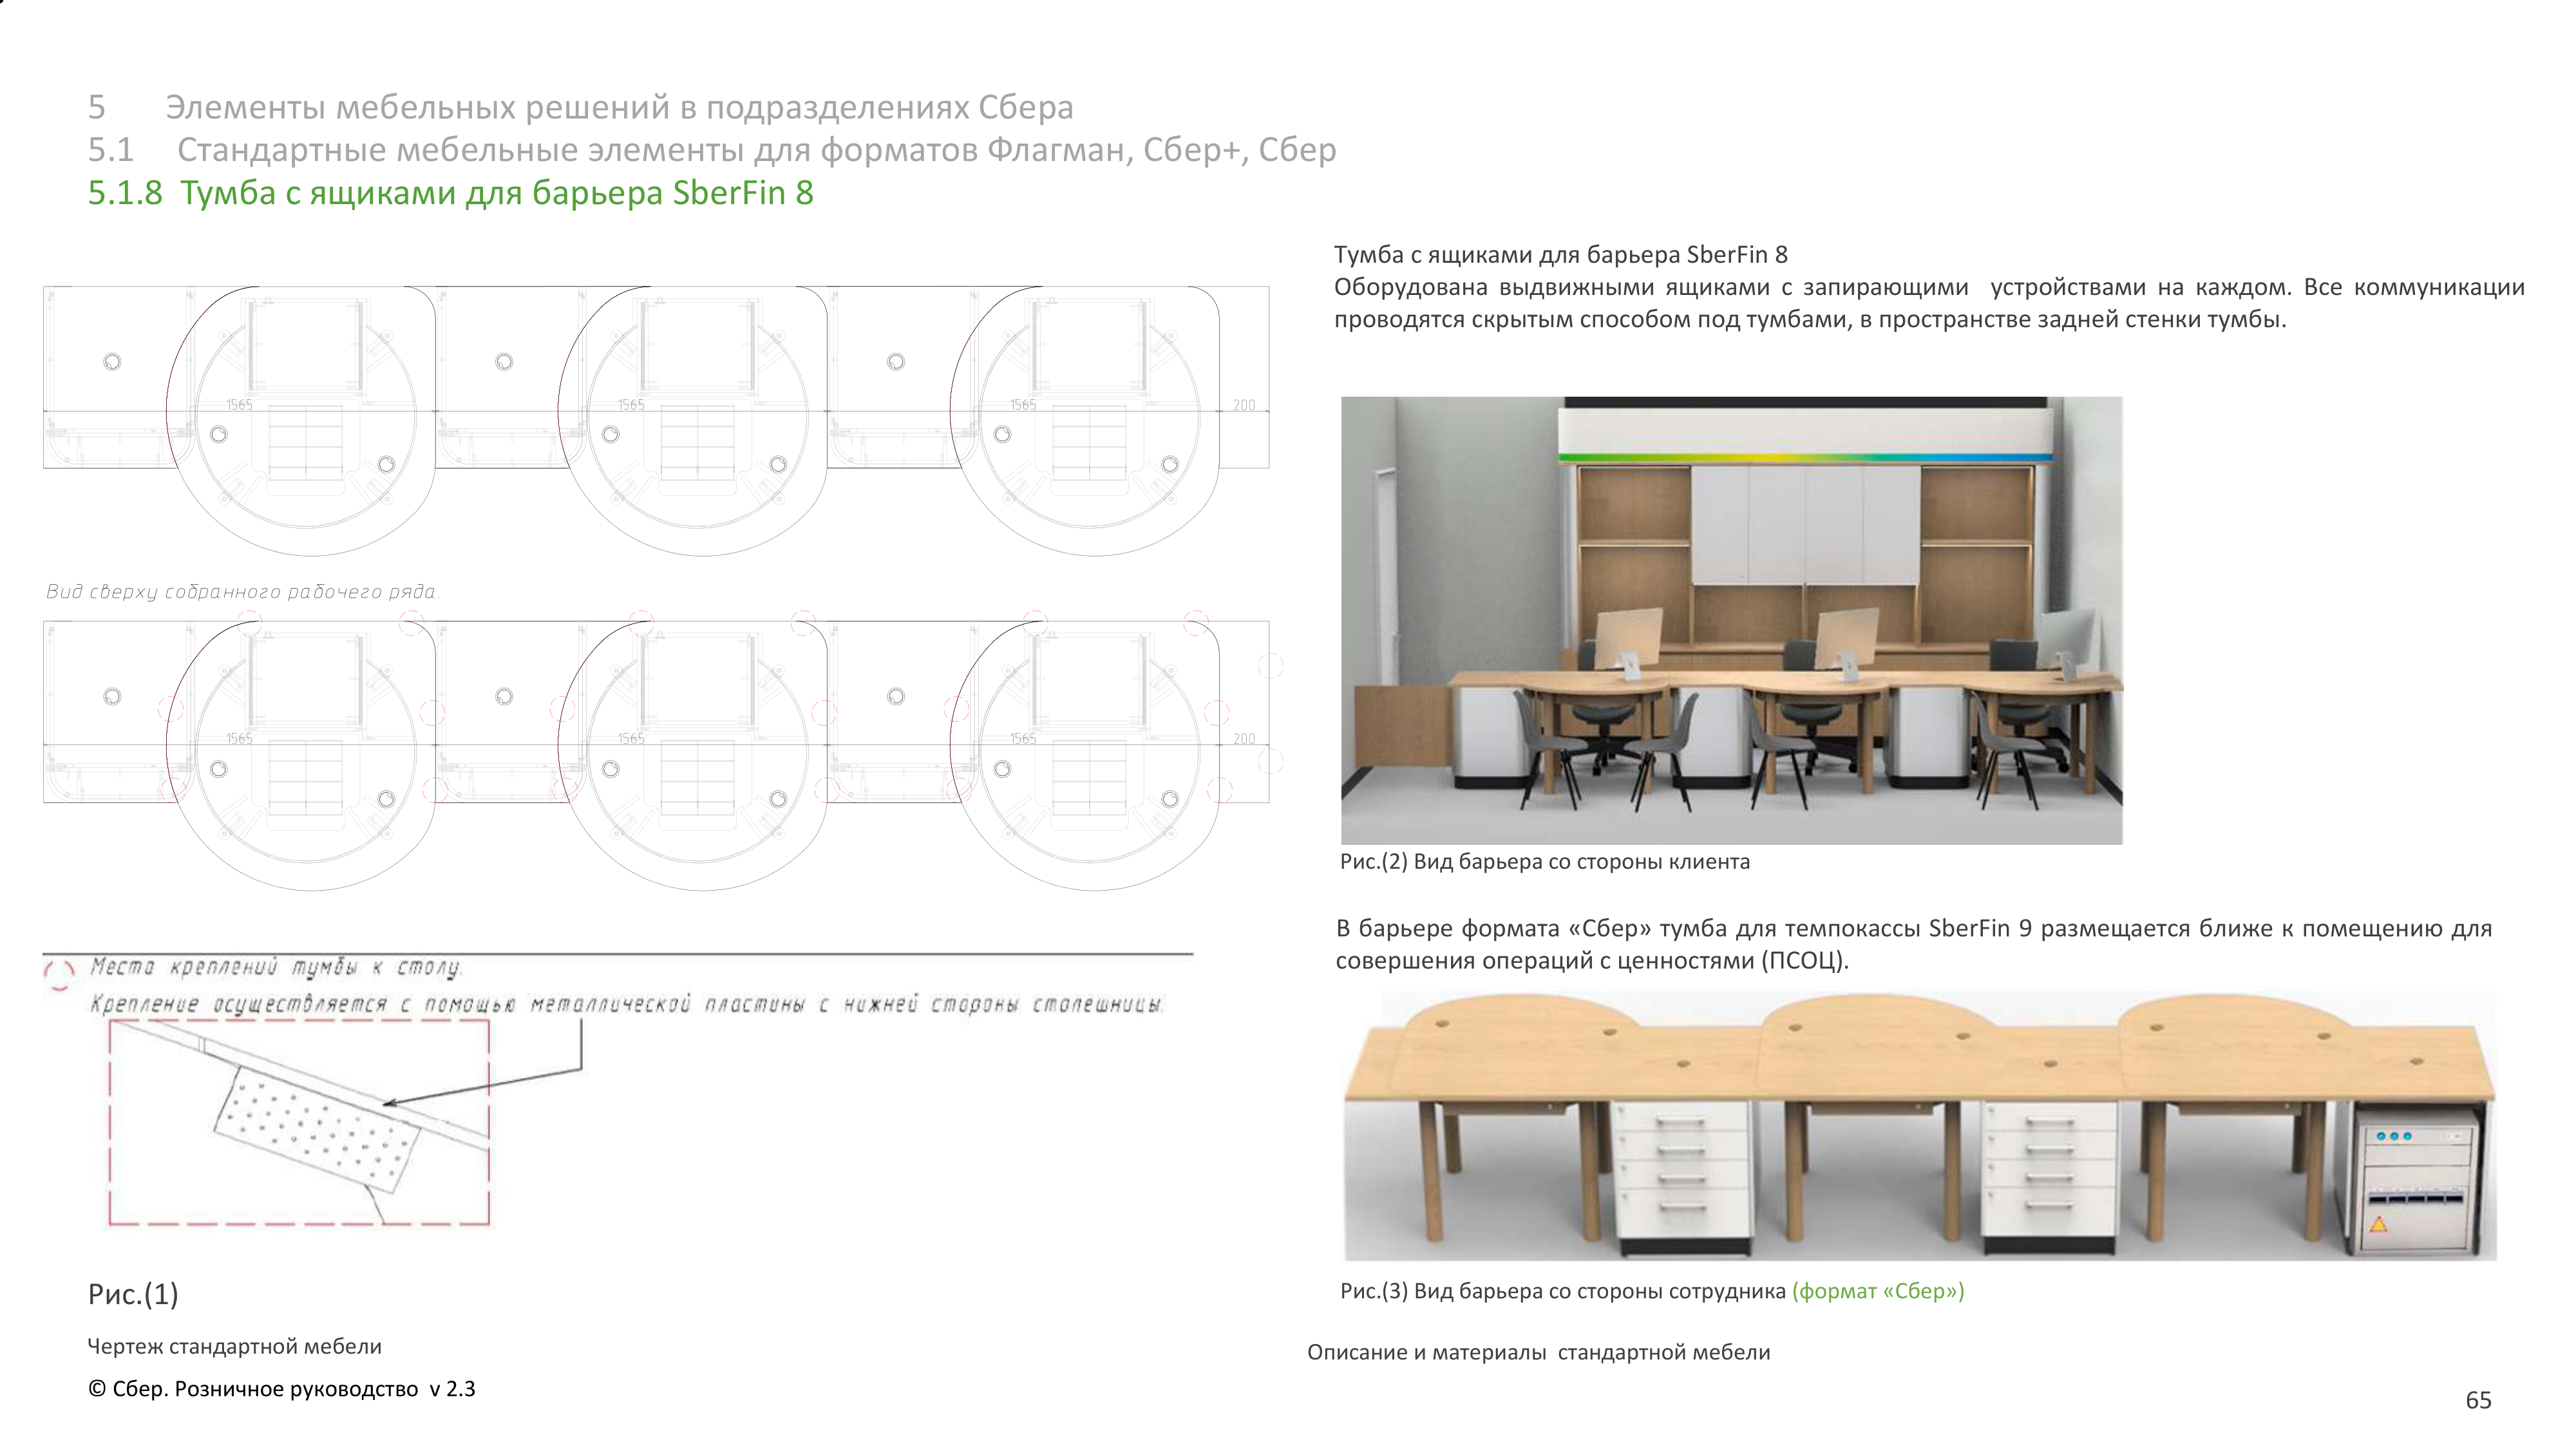 5 Элементы мебельных решений в подразделениях Сбера
5.1 Стандартные мебельные элементы для форматов Флагман, Сбер+, Сбер
5.1.8 Тумба с ящиками для барьера SberFin 8
1565 1565 1565 200
Вид сверху собранного рабочего ряда.
1565 1565 1565 200
Места креплений тумбы к столу.
Крепление осуществляется с помощью металлической пластины с нижней стороны столешницы.
Рис.(1)
Чертеж стандартной мебели
© Сбер. Розничное руководство v 2.3
Тумба с ящиками для барьера SberFin 8
Оборудована выдвижными ящиками с запирающими устройствами на каждом. Все коммуникации
проводятся скрытым способом под тумбами, в пространстве задней стенки тумбы.
Рис.(2) Вид барьера со стороны клиента
В барьере формата «Сбер» тумба для темпокассы SberFin 9 размещается ближе к помещению для
совершения операций с ценностями (ПСОЦ).
Рис.(3) Вид барьера со стороны сотрудника (формат «Сбер»)
Описание и материалы стандартной мебели
65